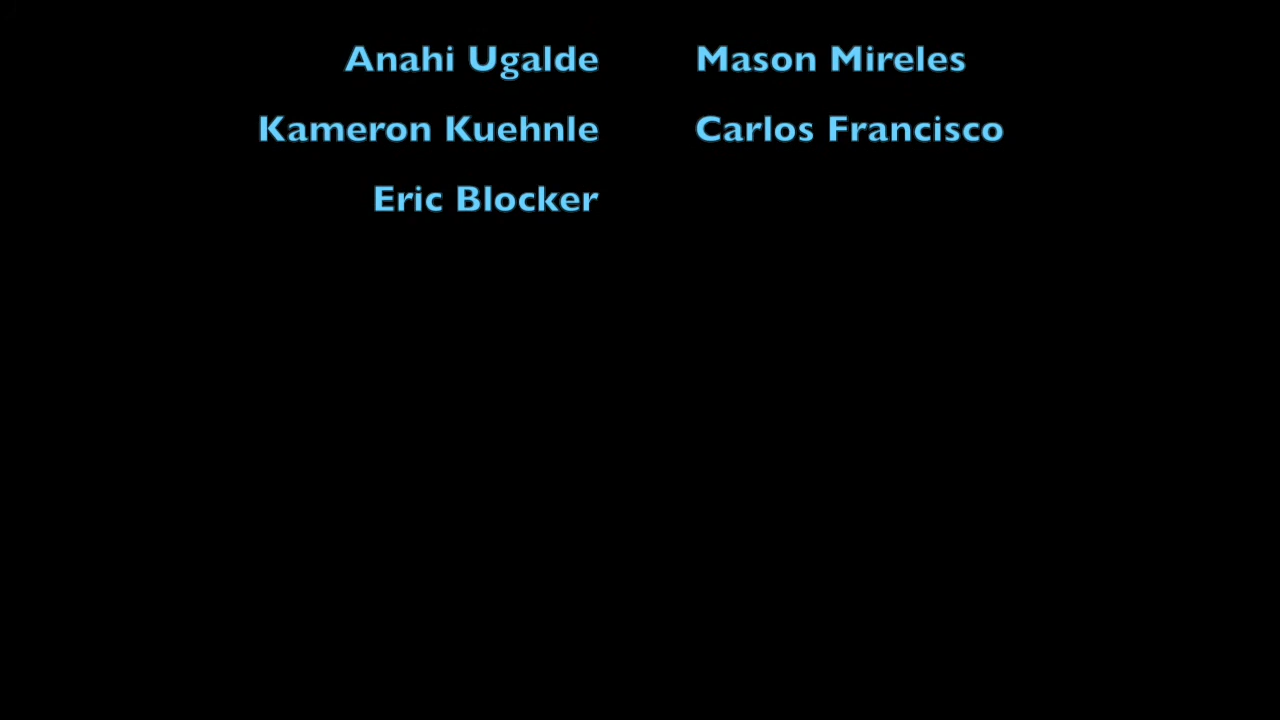 Anahi Ugalde Mason Mireles
Kameron Kuehnle Carlos Francisco
Eric Blocker